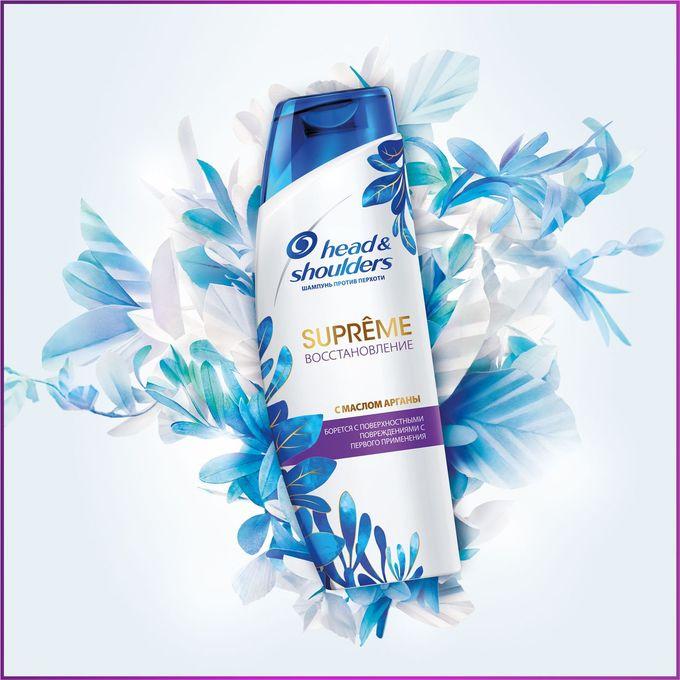 head &
shoulders
ШАМПУНЬ ПРОТИВ ПЕРХОТИ
SUPRÊME
ВОССТАНОВЛЕНИЕ
С МАСЛОМ АРГАНЫ
БОРЕТСЯ С ПОВЕРХНОСТНЫМИ
ПОВРЕЖДЕНИЯМИ С
ПЕРВОГО ПРИМЕНЕНИЯ